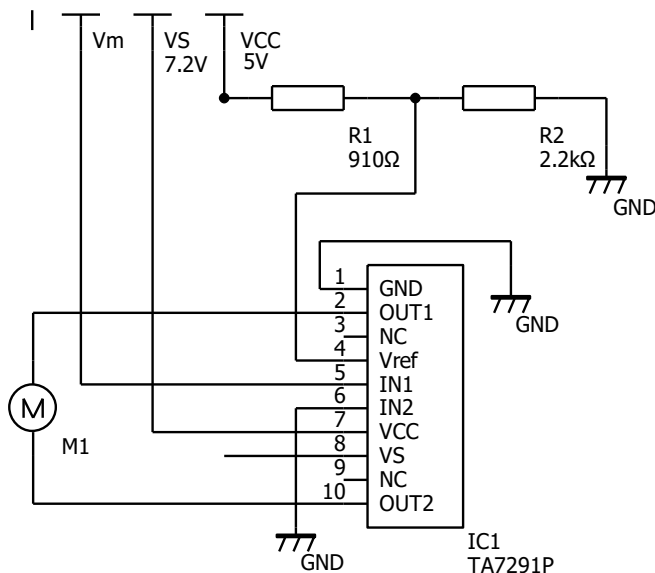 Vm
VS
7.2V
VCC
5V
R1
910Ω
R2
2.2kΩ
GND
GND
1 GND
2 OUT1
3 NC
4 Vref
5 IN1
6 IN2
7 VCC
8 VS
9 NC
10 OUT2
M
M1
GND
IC1
TA7291P